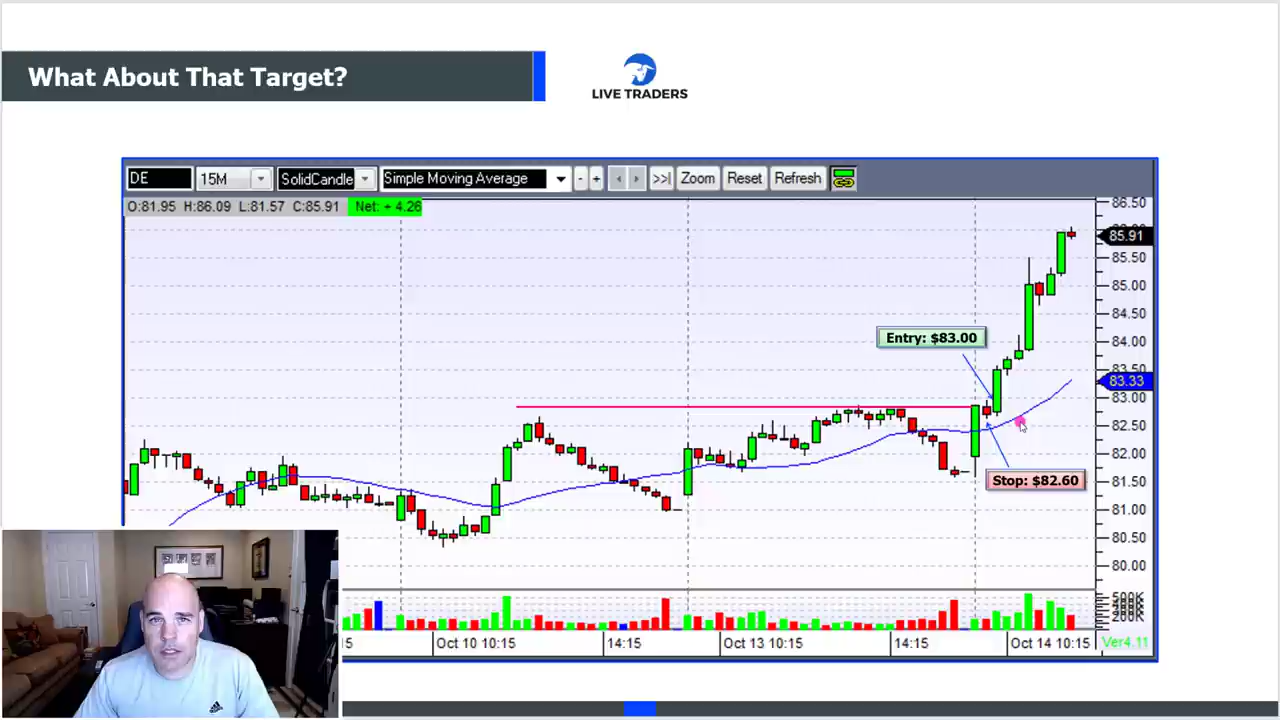 What About That Target?
LIVE TRADERS
DE
15M
SolidCandle
Simple Moving Average
-
+
>>|
Zoom
Reset
Refresh
O:81.95 H:86.09 L:81.57 C:85.91 Net: + 4.26
86.50
85.91
85.50
85.00
84.50
84.00
83.50
83.33
83.00
82.50
82.00
81.50
81.00
80.50
80.00
Entry: $83.00
Stop: $82.60
500K
200K
Oct 10 10:15
14:15
Oct 13 10:15
14:15
Oct 14 10:15
Ver4.11